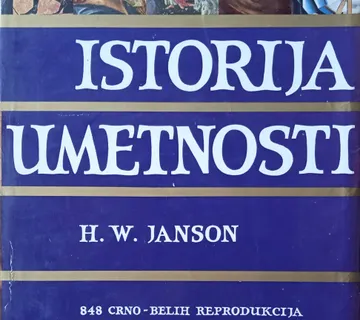 ISTORIJA
UMETNOSTI
H. W. JANSON
848 CRNO-BELIH REPRODUKCIJA